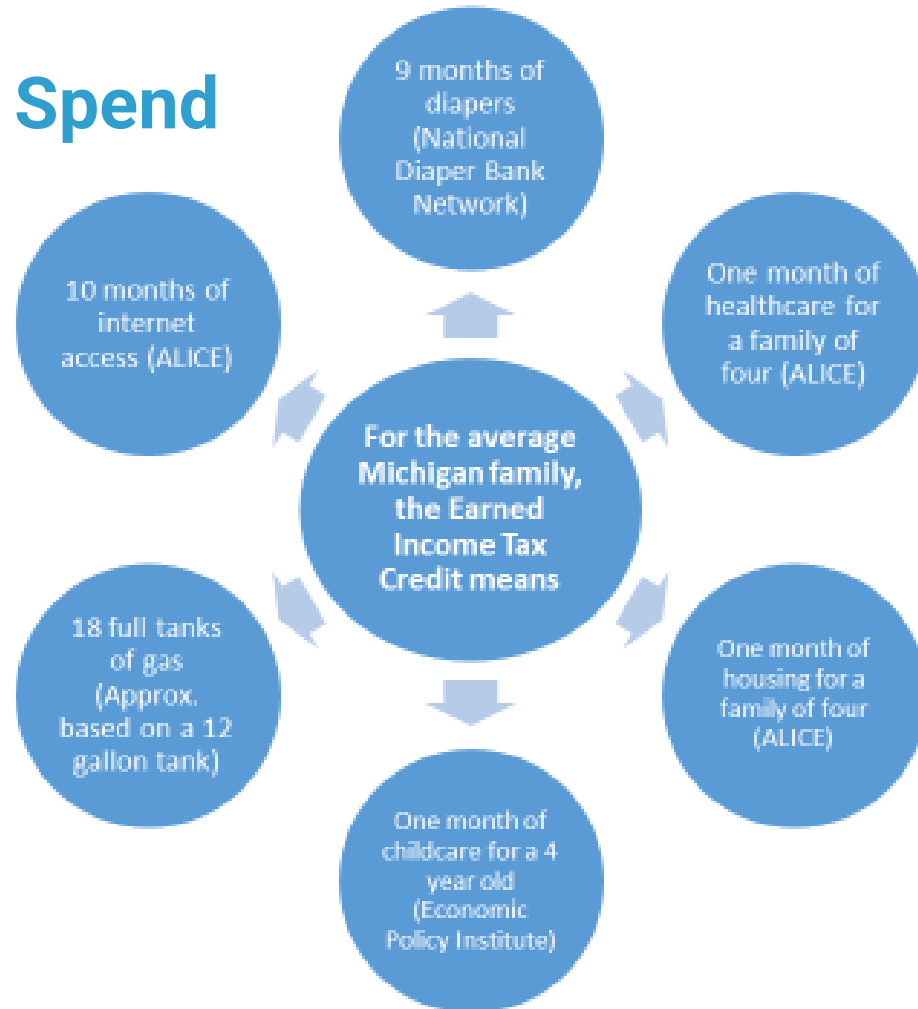 Spend
9 months of
diapers
(National
Diaper Bank
Network)
10 months of
internet
access (ALICE)
One month of
healthcare for
a family of
four (ALICE)
For the average
Michigan family,
the Earned
Income Tax
Credit means
18 full tanks
of gas
(Approx.
based on a 12
gallon tank)
One month of
housing for a
family of four
(ALICE)
One month of
childcare for a 4
year old
(Economic
Policy Institute)